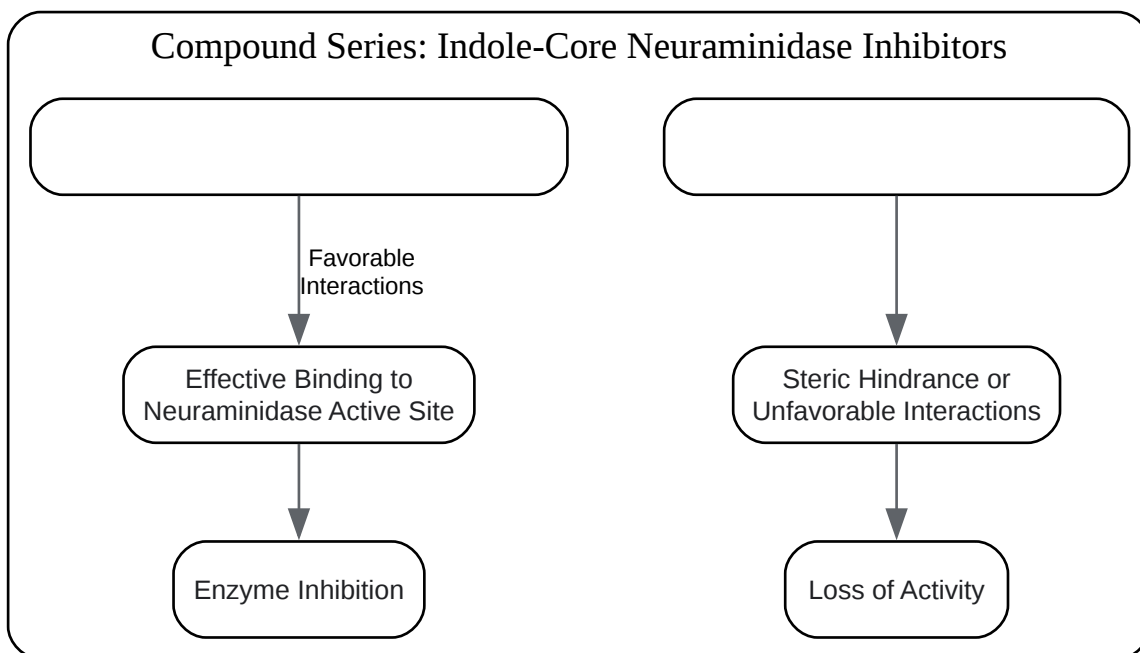 Compound Series: Indole-Core Neuraminidase Inhibitors
Favorable
Interactions
Effective Binding to
Neuraminidase Active Site
Steric Hindrance or
Unfavorable Interactions
Enzyme Inhibition
Loss of Activity